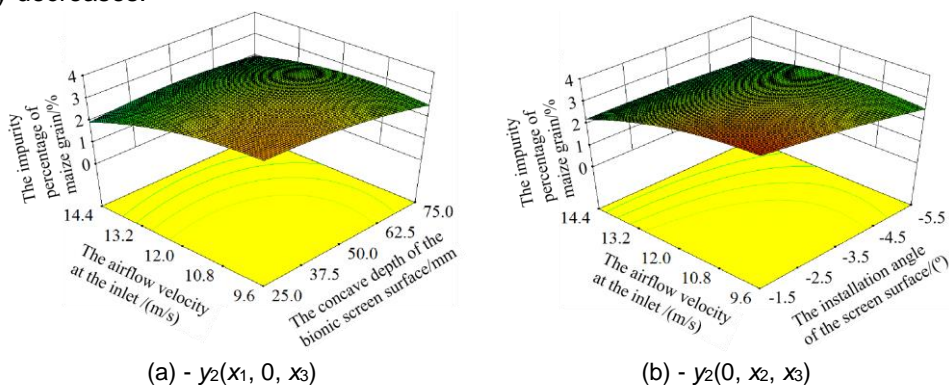 decreases.
The impurity
percentage of
maize grain/%
4
3
2
1
0
14.4
13.2
12.0
10.8
9.6
The airflow velocity
at the inlet /(m/s)
75.0
62.5
50.0
37.5
25.0
The concave depth of the
bionic screen surface/mm
(a) - y2(x1, 0, x3)
The impurity
percentage of
maize grain/%
4
3
2
1
0
14.4
13.2
12.0
10.8
9.6
The airflow velocity
at the inlet /(m/s)
-5.5
-4.5
-3.5
-2.5
-1.5
The installation angle
of the screen surface/(°)
(b) - y2(0, x2, x3)